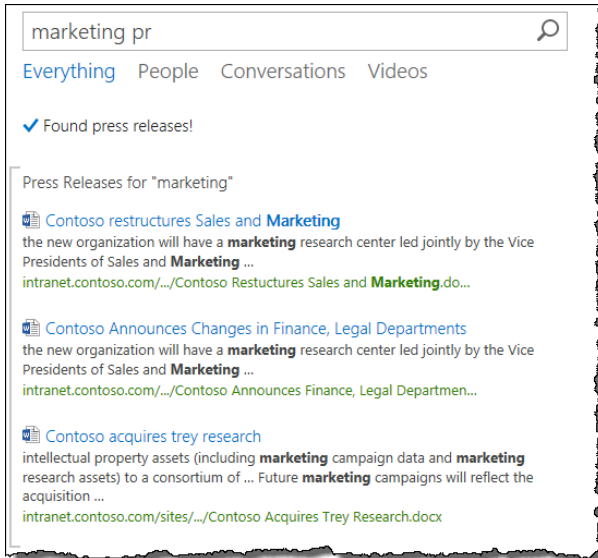 marketing pr
Everything People Conversations Videos
Found press releases!
Press Releases for "marketing"
Contoso restructures Sales and Marketing
the new organization will have a marketing research center led jointly by the Vice
Presidents of Sales and Marketing ...
intranet.contoso.com/.../Contoso Restuctures Sales and Marketing.do...
Contoso Announces Changes in Finance, Legal Departments
the new organization will have a marketing research center led jointly by the Vice
Presidents of Sales and Marketing ...
intranet.contoso.com/.../Contoso Announces Finance, Legal Departmen...
Contoso acquires trey research
intellectual property assets (including marketing campaign data and marketing
research assets) to a consortium of ... Future marketing campaigns will reflect the
acquisition ...
intranet.contoso.com/sites/.../Contoso Acquires Trey Research.docx